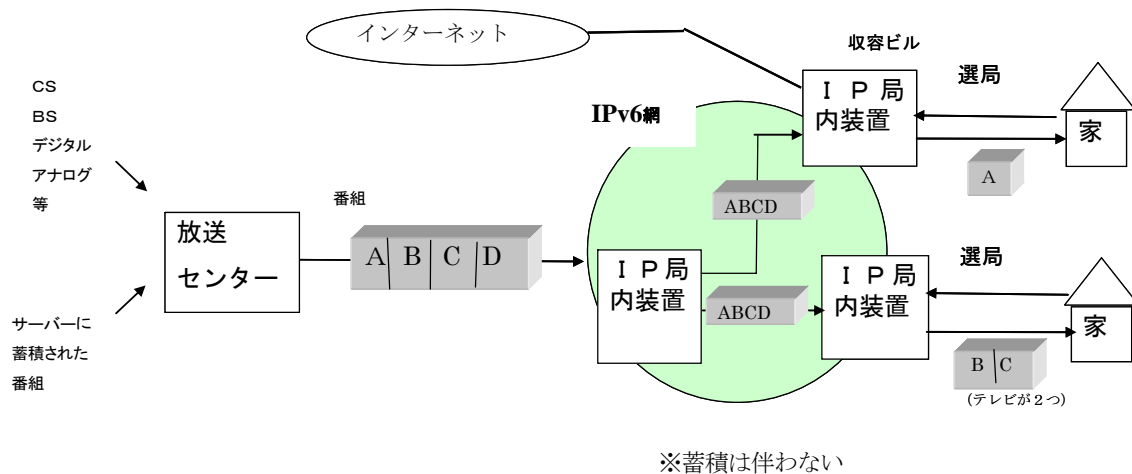 インターネット
収容ビル
CS
BS
デジタル
アナログ
等
サーバーに
蓄積された
番組
放送
センター
番組
A B C D
IPv6網
ＩＰ局
内装置
ABCD
ＩＰ局
内装置
ABCD
ＩＰ局
内装置
選局
家
A
選局
家
B C
(テレビが２つ)
※蓄積は伴わない